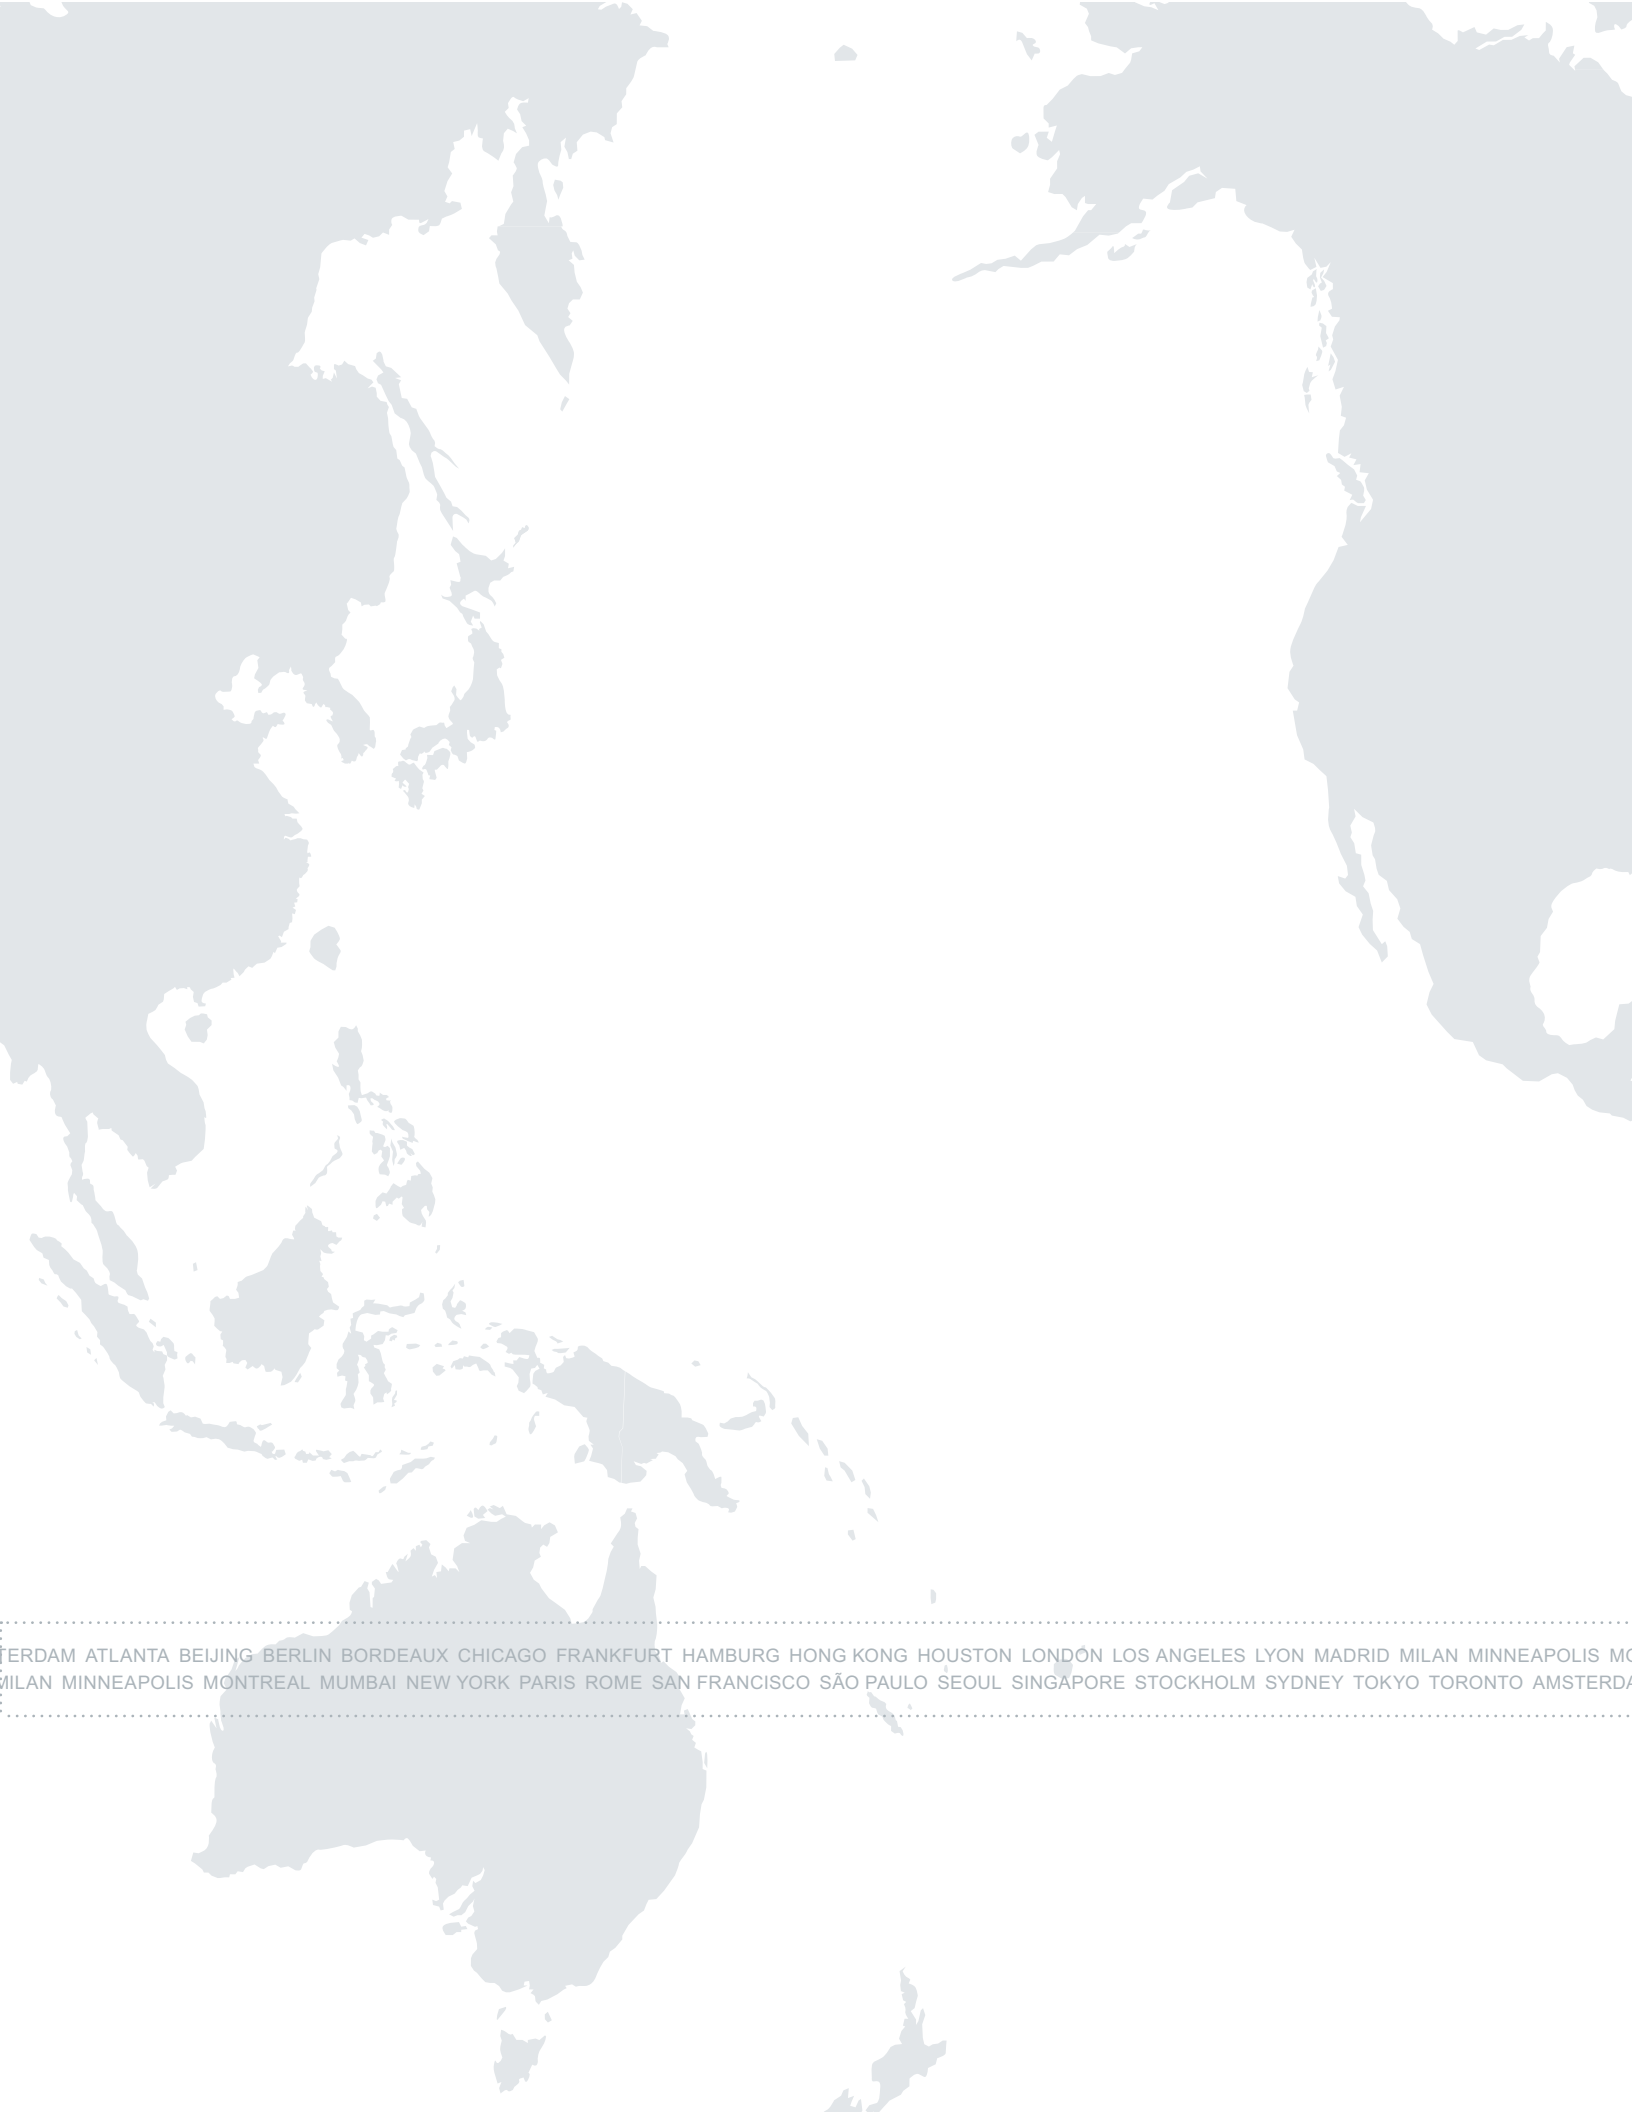 TERDAM ATLANTA BEIJING BERLIN BORDEAUX CHICAGO FRANKFURT HAMBURG HONG KONG HOUSTON LONDON LOS ANGELES LYON MADRID MILAN MINNEAPOLIS MO
MILAN MINNEAPOLIS MONTREAL MUMBAI NEW YORK PARIS ROME SAN FRANCISCO SÃO PAULO SEOUL SINGAPORE STOCKHOLM SYDNEY TOKYO TORONTO AMSTERDA